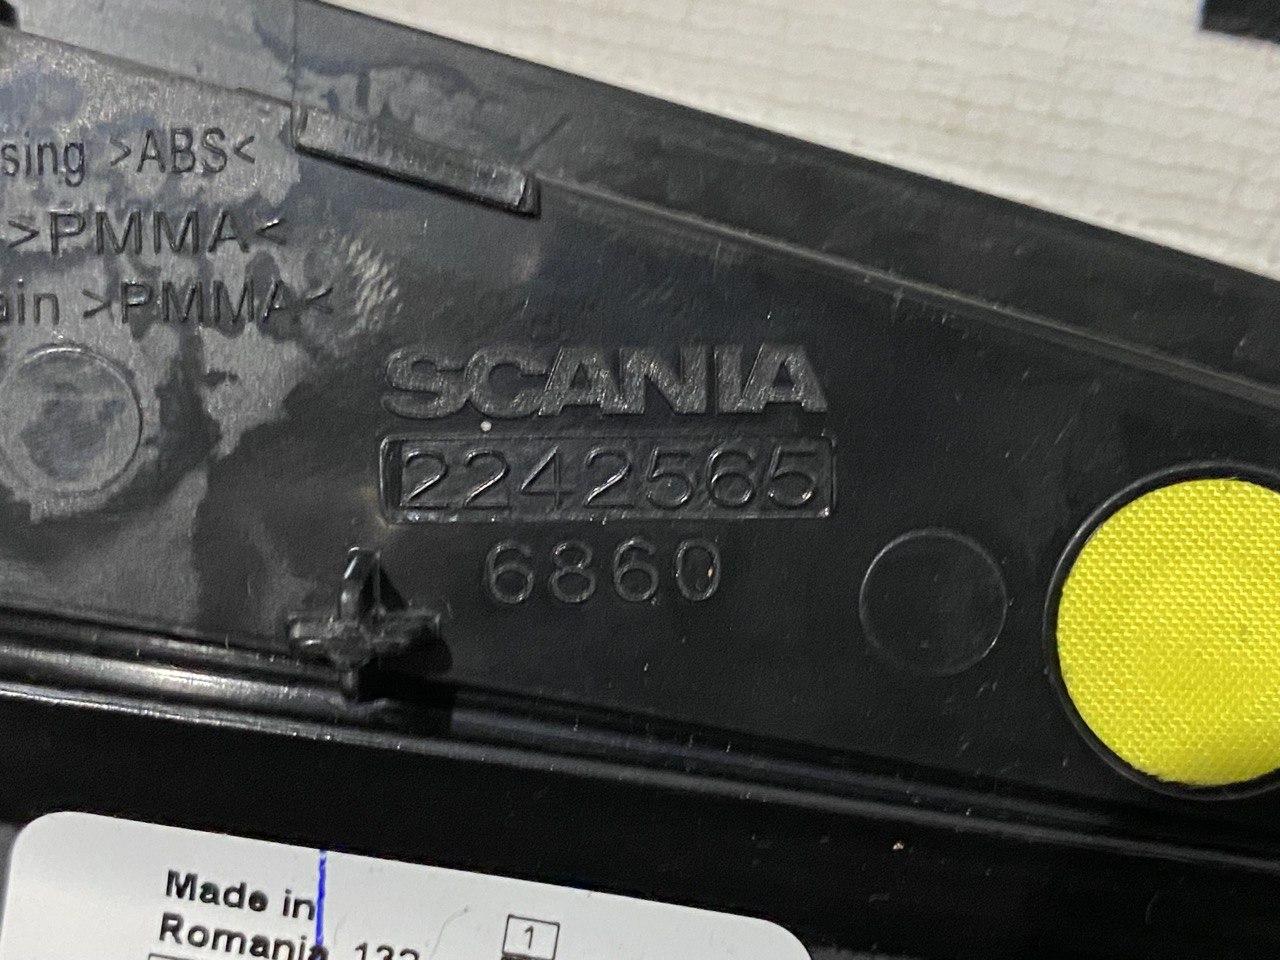 sing >ABS<
>PMMA<
ain >PMMA<
SCANIA
2242565
6860
Made in
Romania 132
1